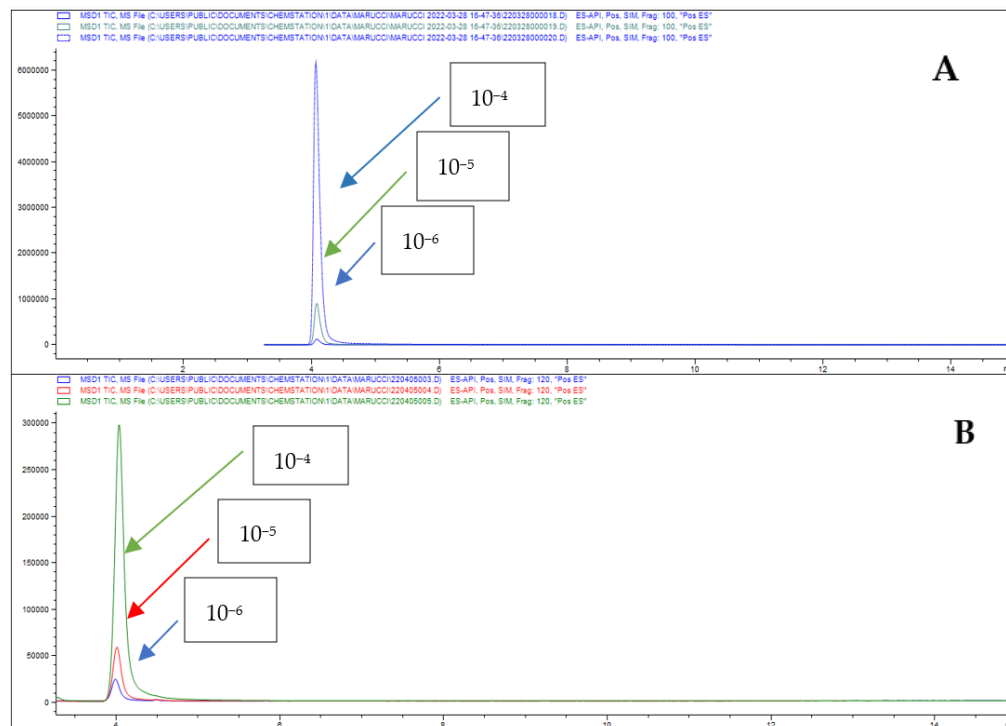 MSD1 TIC, MS File (C:\USERS\PUBLIC\DOCUMENTS\CHEMSTATION\1\DATA\MARUCCI\MARUCCI 2022-03-28 16-47-36\220328000018.D) ES-API, Pos, SIM, Frag: 100, "Pos ES"
MSD1 TIC, MS File (C:\USERS\PUBLIC\DOCUMENTS\CHEMSTATION\1\DATA\MARUCCI\MARUCCI 2022-03-28 16-47-36\220328000019.D) ES-API, Pos, SIM, Frag: 100, "Pos ES"
MSD1 TIC, MS File (C:\USERS\PUBLIC\DOCUMENTS\CHEMSTATION\1\DATA\MARUCCI\MARUCCI 2022-03-28 16-47-36\220328000020.D) ES-API, Pos, SIM, Frag: 100, "Pos ES"
A
6000000
5000000
4000000
3000000
2000000
1000000
0
10⁻⁴
10⁻⁵
10⁻⁶
2 4 6 8 10 12 14
MSD1 TIC, MS File (C:\USERS\PUBLIC\DOCUMENTS\CHEMSTATION\1\DATA\MARUCCI\220405003.D) ES-API, Pos, SIM, Frag: 120, "Pos ES"
MSD1 TIC, MS File (C:\USERS\PUBLIC\DOCUMENTS\CHEMSTATION\1\DATA\MARUCCI\220405004.D) ES-API, Pos, SIM, Frag: 120, "Pos ES"
MSD1 TIC, MS File (C:\USERS\PUBLIC\DOCUMENTS\CHEMSTATION\1\DATA\MARUCCI\220405005.D) ES-API, Pos, SIM, Frag: 120, "Pos ES"
B
300000
250000
200000
150000
100000
50000
0
10⁻⁴
10⁻⁵
10⁻⁶
4 6 8 10 12 14